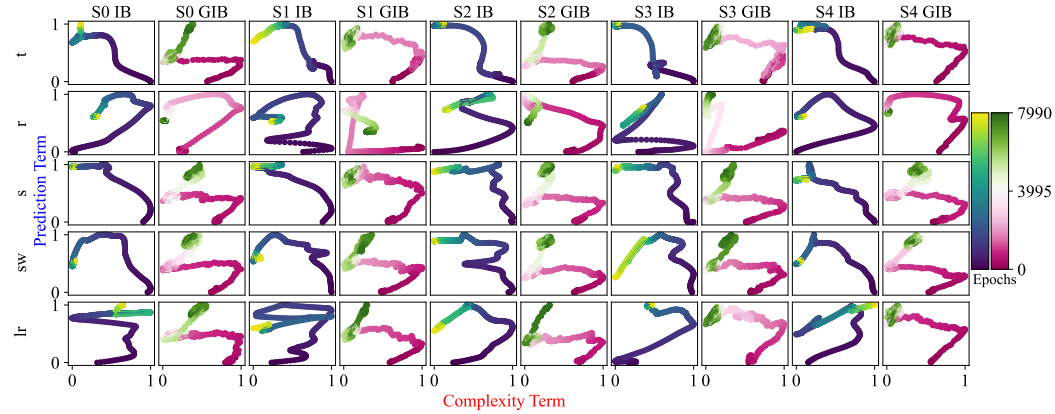 S0 IB S0 GIB S1 IB S1 GIB S2 IB S2 GIB S3 IB S3 GIB S4 IB S4 GIB
t 1 0
r 1 0
s 1 0
sw 1 0
lr 1 0
Prediction Term
0 1 0 1 0 1 0 1 0 1 0 1 0 1 0 1 0 1 0 1
Complexity Term
7990
3995
0
Epochs